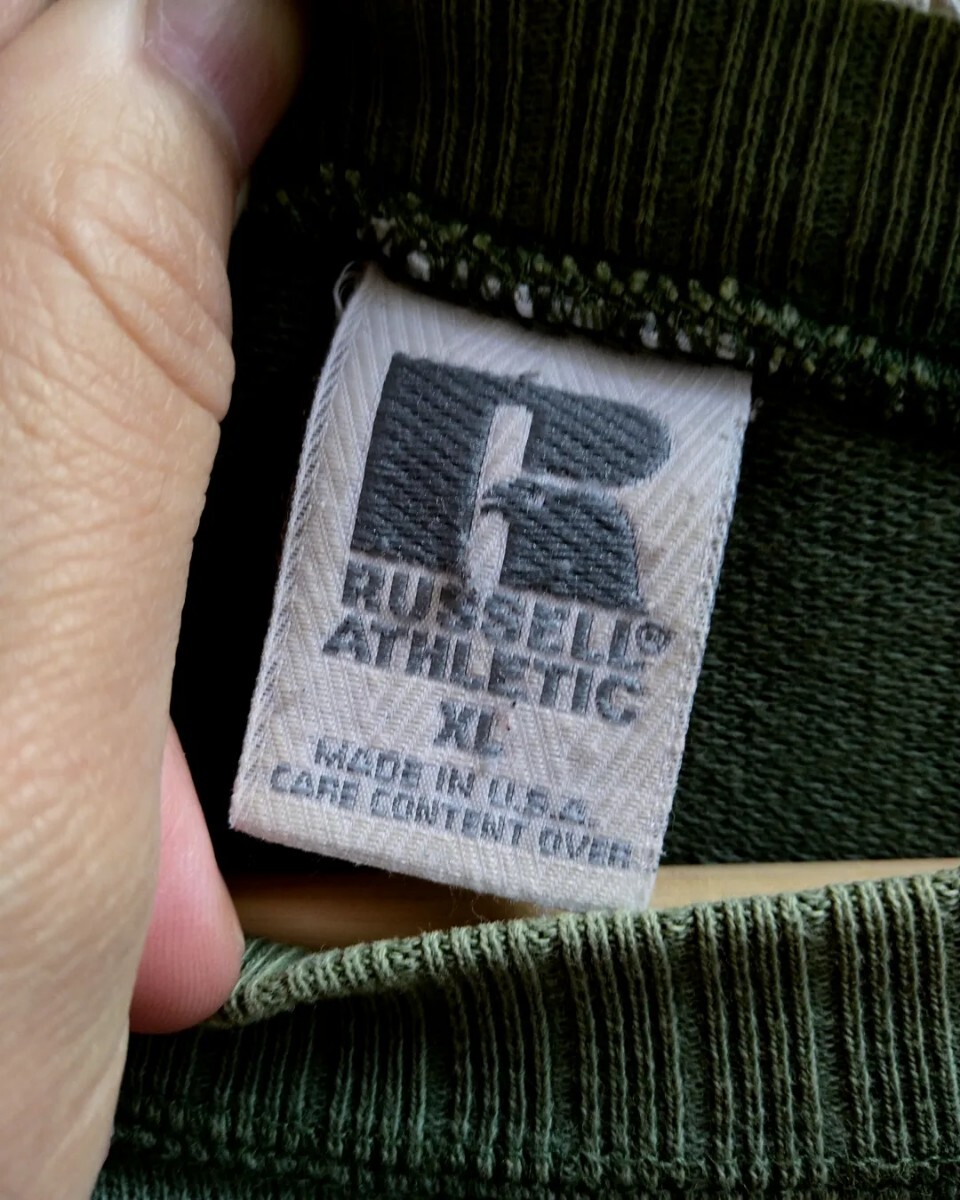 R
RUSSELL®
ATHLETIC
XL
MADE IN U.S.A.
CARE CONTENT OVER